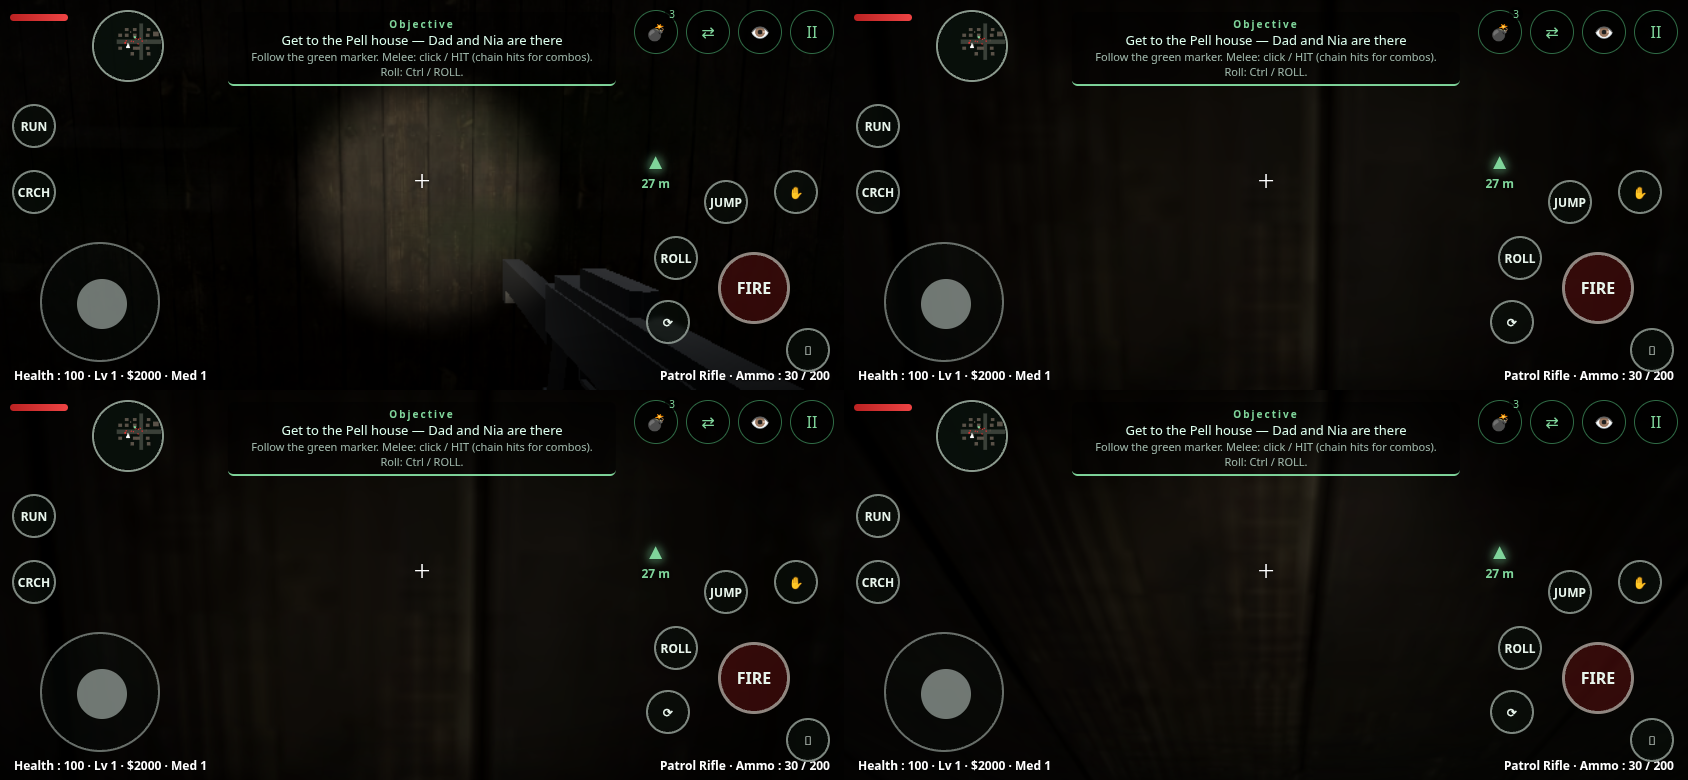 3
Objective
Get to the Pell house — Dad and Nia are there
Follow the green marker. Melee: click / HIT (chain hits for combos).
Roll: Ctrl / ROLL.
II
RUN
27 m
CRCH
JUMP
ROLL
FIRE
Health : 100 · Lv 1 · $2000 · Med 1
Patrol Rifle · Ammo : 30 / 200
3
Objective
Get to the Pell house — Dad and Nia are there
Follow the green marker. Melee: click / HIT (chain hits for combos).
Roll: Ctrl / ROLL.
II
RUN
27 m
CRCH
JUMP
ROLL
FIRE
Health : 100 · Lv 1 · $2000 · Med 1
Patrol Rifle · Ammo : 30 / 200
3
Objective
Get to the Pell house — Dad and Nia are there
Follow the green marker. Melee: click / HIT (chain hits for combos).
Roll: Ctrl / ROLL.
II
RUN
27 m
CRCH
JUMP
ROLL
FIRE
Health : 100 · Lv 1 · $2000 · Med 1
Patrol Rifle · Ammo : 30 / 200
3
Objective
Get to the Pell house — Dad and Nia are there
Follow the green marker. Melee: click / HIT (chain hits for combos).
Roll: Ctrl / ROLL.
II
RUN
27 m
CRCH
JUMP
ROLL
FIRE
Health : 100 · Lv 1 · $2000 · Med 1
Patrol Rifle · Ammo : 30 / 200